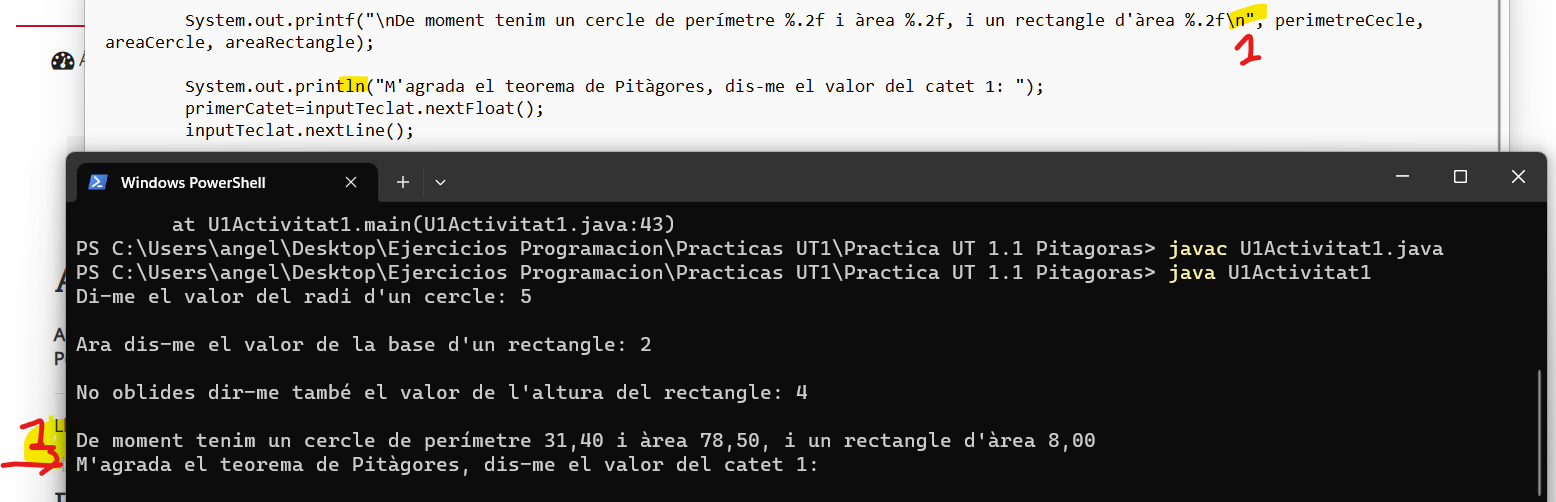 System.out.printf("\nDe moment tenim un cercle de perímetre %.2f i àrea %.2f, i un rectangle d'àrea %.2f\n", perimetreCecle,
areaCercle, areaRectangle);
1
System.out.println("M'agrada el teorema de Pitàgores, dis-me el valor del catet 1: ");
primerCatet=inputTeclat.nextFloat();
inputTeclat.nextLine();
Windows PowerShell
at U1Activitat1.main(U1Activitat1.java:43)
PS C:\Users\angel\Desktop\Ejercicios Programacion\Practicas UT1\Practica UT 1.1 Pitagoras> javac U1Activitat1.java
PS C:\Users\angel\Desktop\Ejercicios Programacion\Practicas UT1\Practica UT 1.1 Pitagoras> java U1Activitat1
Di-me el valor del radi d'un cercle: 5
Ara dis-me el valor de la base d'un rectangle: 2
No oblides dir-me també el valor de l'altura del rectangle: 4
1
De moment tenim un cercle de perímetre 31,40 i àrea 78,50, i un rectangle d'àrea 8,00
M'agrada el teorema de Pitàgores, dis-me el valor del catet 1: